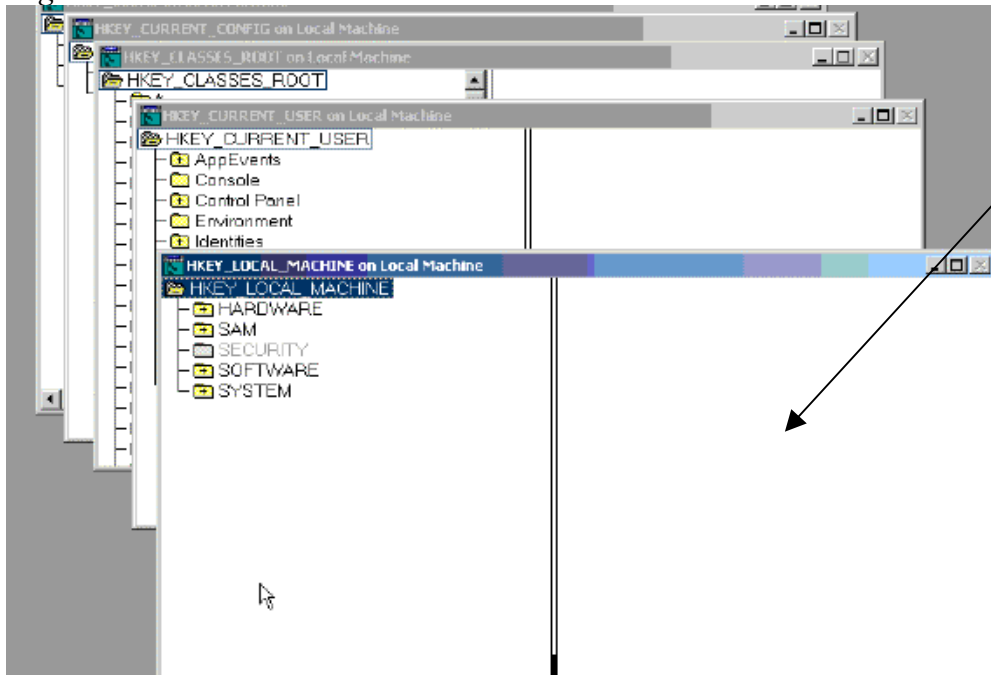 HKEY_CURRENT_CONFIG on Local Machine
HKEY_CLASSES_ROOT on Local Machine
HKEY_CLASSES_ROOT
HKEY_CURRENT_USER on Local Machine
HKEY_CURRENT_USER
AppEvents
Console
Control Panel
Environment
Identities
HKEY_LOCAL_MACHINE on Local Machine
HKEY_LOCAL_MACHINE
HARDWARE
SAM
SECURITY
SOFTWARE
SYSTEM